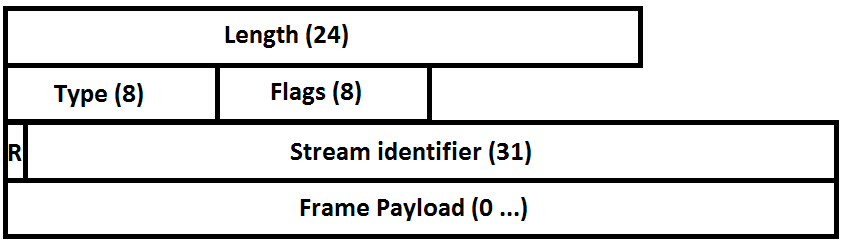 Length (24)
Type (8) Flags (8)
R Stream identifier (31)
Frame Payload (0 ...)